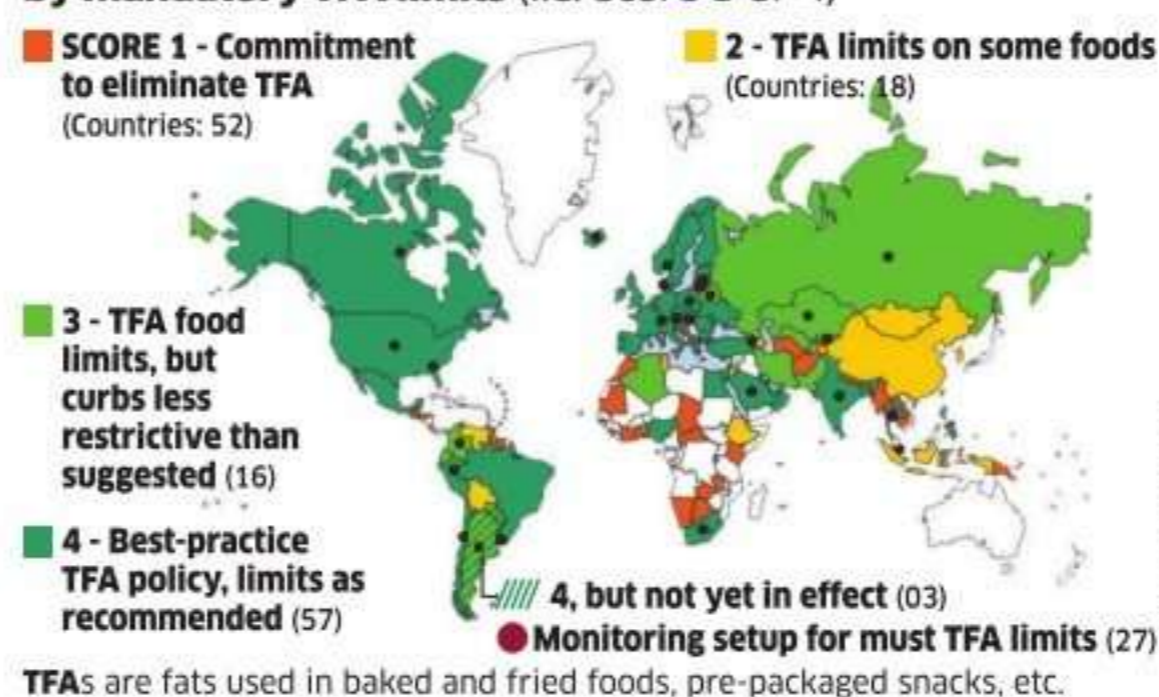 SCORE 1 - Commitment
to eliminate TFA
(Countries: 52)
2 - TFA limits on some foods
(Countries: 18)
3 - TFA food
limits, but
curbs less
restrictive than
suggested (16)
4 - Best-practice
TFA policy, limits as
recommended (57)
4, but not yet in effect (03)
Monitoring setup for must TFA limits (27)
TFAs are fats used in baked and fried foods, pre-packaged snacks, etc.